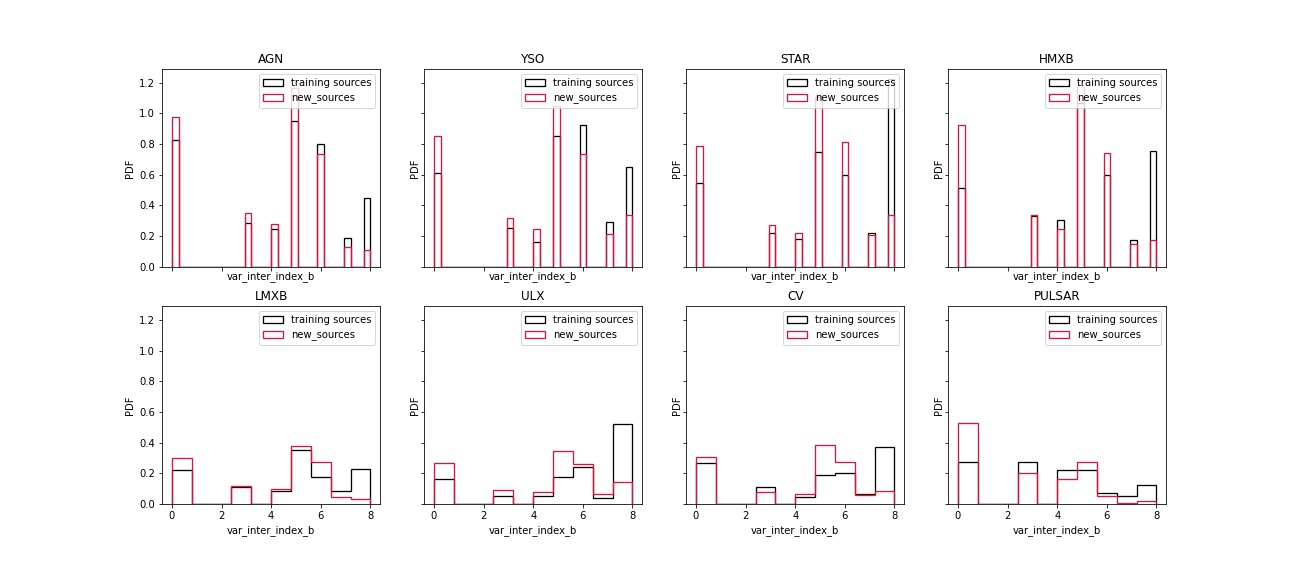 AGN
1.2
1.0
0.8
0.6
0.4
0.2
0.0
PDF
training sources
new_sources
var_inter_index_b
YSO
PDF
training sources
new_sources
var_inter_index_b
STAR
PDF
training sources
new_sources
var_inter_index_b
HMXB
PDF
training sources
new_sources
var_inter_index_b
LMXB
1.2
1.0
0.8
0.6
0.4
0.2
0.0
PDF
training sources
new_sources
0 2 4 6 8
var_inter_index_b
ULX
PDF
training sources
new_sources
0 2 4 6 8
var_inter_index_b
CV
PDF
training sources
new_sources
0 2 4 6 8
var_inter_index_b
PULSAR
PDF
training sources
new_sources
0 2 4 6 8
var_inter_index_b